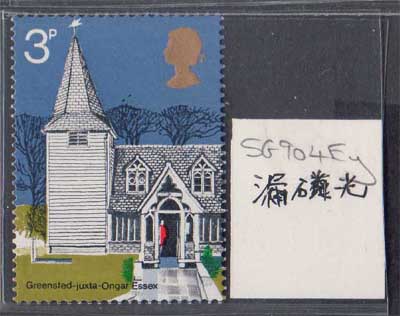 3P
Greensted-juxta-Ongar Essex
SG904Ey
漏磷光